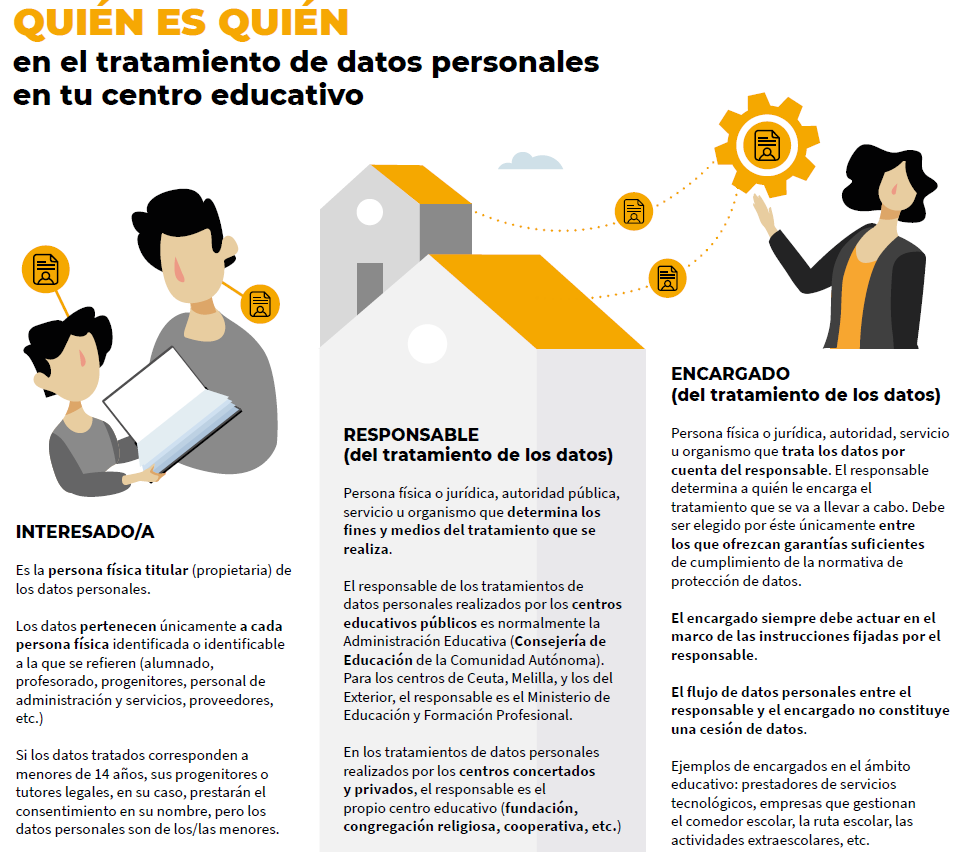 QUIÉN ES QUIÉN
en el tratamiento de datos personales
en tu centro educativo
INTERESADO/A
Es la persona física titular (propietaria) de
los datos personales.
Los datos pertenecen únicamente a cada
persona física identificada o identificable
a la que se refieren (alumnado,
profesorado, progenitores, personal de
administración y servicios, proveedores,
etc.)
Si los datos tratados corresponden a
menores de 14 años, sus progenitores o
tutores legales, en su caso, prestarán el
consentimiento en su nombre, pero los
datos personales son de los/las menores.
RESPONSABLE
(del tratamiento de los datos)
Persona física o jurídica, autoridad pública,
servicio u organismo que determina los
fines y medios del tratamiento que se
realiza.
El responsable de los tratamientos de
datos personales realizados por los centros
educativos públicos es normalmente la
Administración Educativa (Consejería de
Educación de la Comunidad Autónoma).
Para los centros de Ceuta, Melilla, y los del
Exterior, el responsable es el Ministerio de
Educación y Formación Profesional.
En los tratamientos de datos personales
realizados por los centros concertados
y privados, el responsable es el
propio centro educativo (fundación,
congregación religiosa, cooperativa, etc.)
ENCARGADO
(del tratamiento de los datos)
Persona física o jurídica, autoridad, servicio
u organismo que trata los datos por
cuenta del responsable. El responsable
determina a quién le encarga el
tratamiento que se va a llevar a cabo. Debe
ser elegido por éste únicamente entre
los que ofrezcan garantías suficientes
de cumplimiento de la normativa de
protección de datos.
El encargado siempre debe actuar en el
marco de las instrucciones fijadas por el
responsable.
El flujo de datos personales entre el
responsable y el encargado no constituye
una cesión de datos.
Ejemplos de encargados en el ámbito
educativo: prestadores de servicios
tecnológicos, empresas que gestionan
el comedor escolar, la ruta escolar, las
actividades extraescolares, etc.